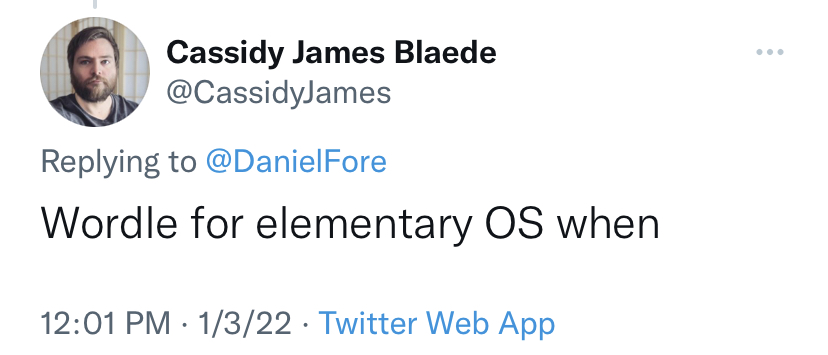 Cassidy James Blaede
@CassidyJames
Replying to @DanielFore
Wordle for elementary OS when
12:01 PM · 1/3/22 · Twitter Web App